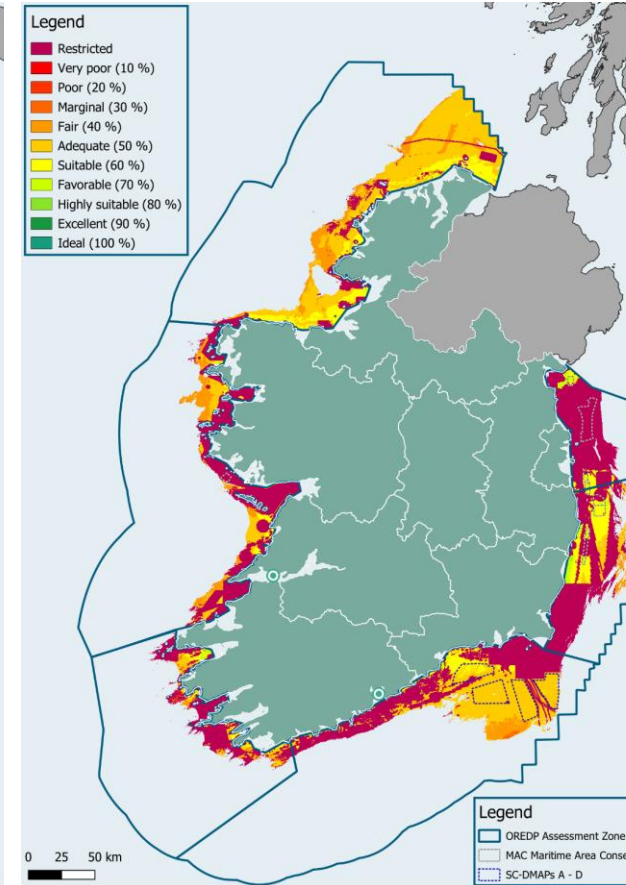 Legend
Restricted
Very poor (10 %)
Poor (20 %)
Marginal (30 %)
Fair (40 %)
Adequate (50 %)
Suitable (60 %)
Favorable (70 %)
Highly suitable (80 %)
Excellent (90 %)
Ideal (100 %)
Legend
OREDP Assessment Zone
MAC Maritime Area Conse
SC-DMAPs A - D
0 25 50 km